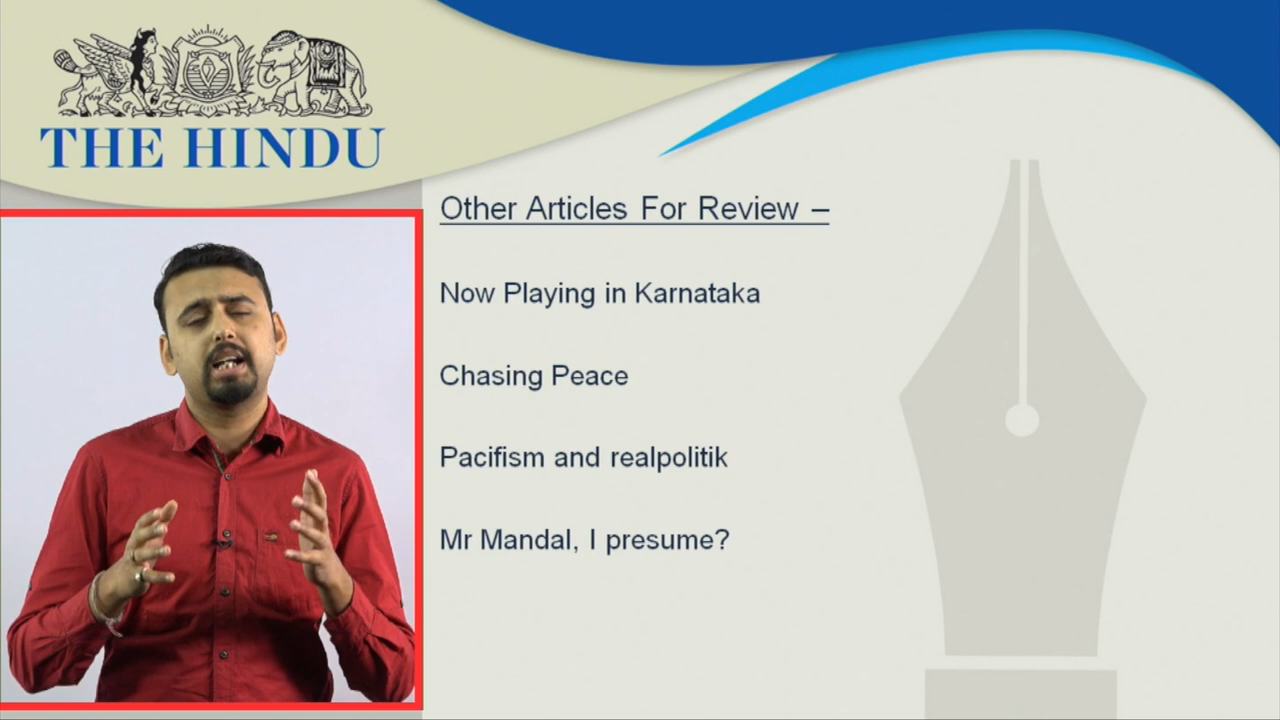 THE HINDU
Other Articles For Review –
Now Playing in Karnataka
Chasing Peace
Pacifism and realpolitik
Mr Mandal, I presume?